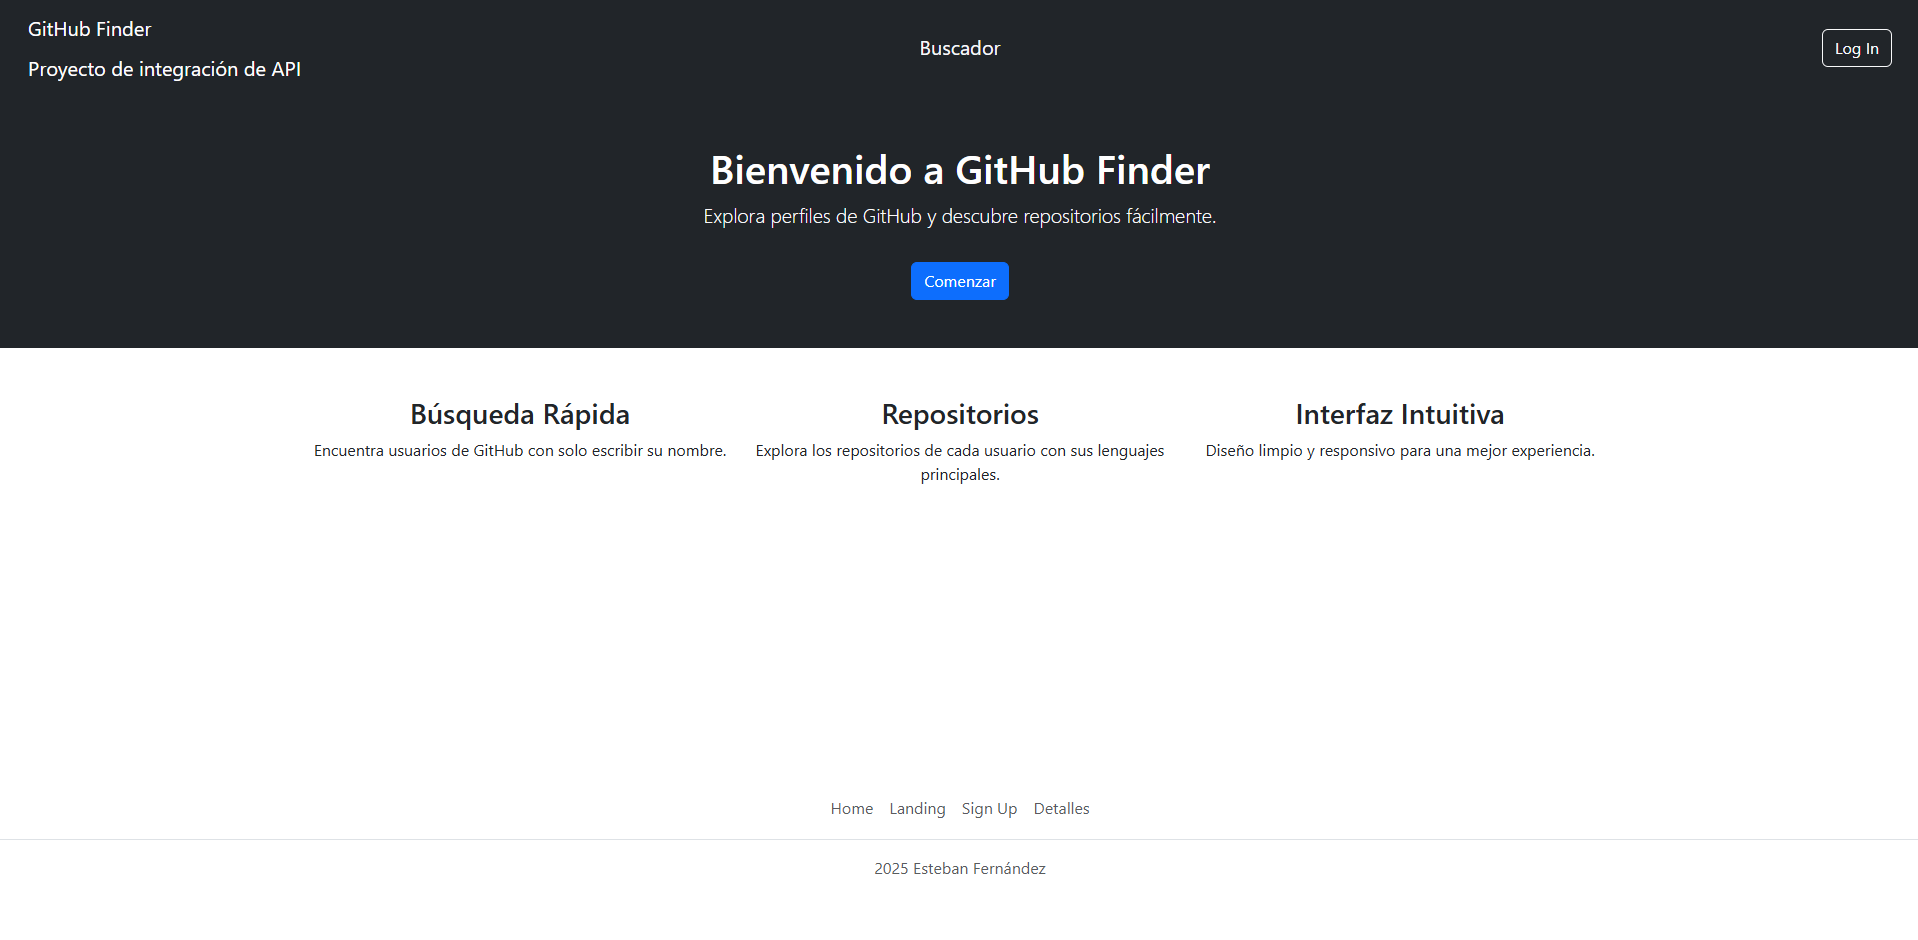 GitHub Finder
Proyecto de integración de API
Buscador
Log In
Bienvenido a GitHub Finder
Explora perfiles de GitHub y descubre repositorios fácilmente.
Comenzar
Búsqueda Rápida
Encuentra usuarios de GitHub con solo escribir su nombre.
Repositorios
Explora los repositorios de cada usuario con sus lenguajes
principales.
Interfaz Intuitiva
Diseño limpio y responsivo para una mejor experiencia.
Home Landing Sign Up Detalles
2025 Esteban Fernández